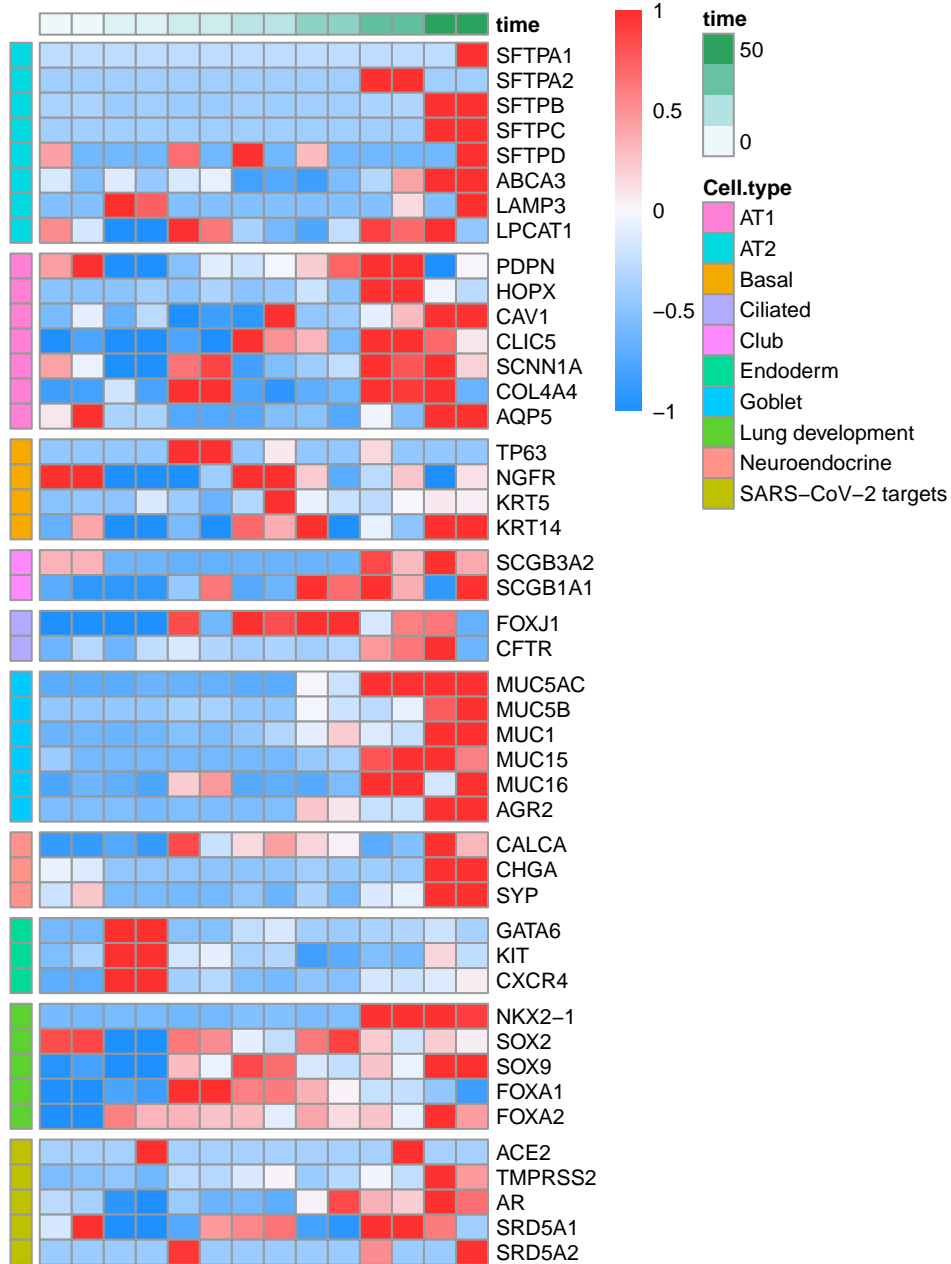 time
SFTPA1
SFTPA2
SFTPB
SFTPC
SFTPD
ABCA3
LAMP3
LPCAT1
PDPN
HOPX
CAV1
CLIC5
SCNN1A
COL4A4
AQP5
TP63
NGFR
KRT5
KRT14
SCGB3A2
SCGB1A1
FOXJ1
CFTR
MUC5AC
MUC5B
MUC1
MUC15
MUC16
AGR2
CALCA
CHGA
SYP
GATA6
KIT
CXCR4
NKX2−1
SOX2
SOX9
FOXA1
FOXA2
ACE2
TMPRSS2
AR
SRD5A1
SRD5A2
1
0.5
0
−0.5
−1
time
50
0
Cell.type
AT1
AT2
Basal
Ciliated
Club
Endoderm
Goblet
Lung development
Neuroendocrine
SARS−CoV−2 targets